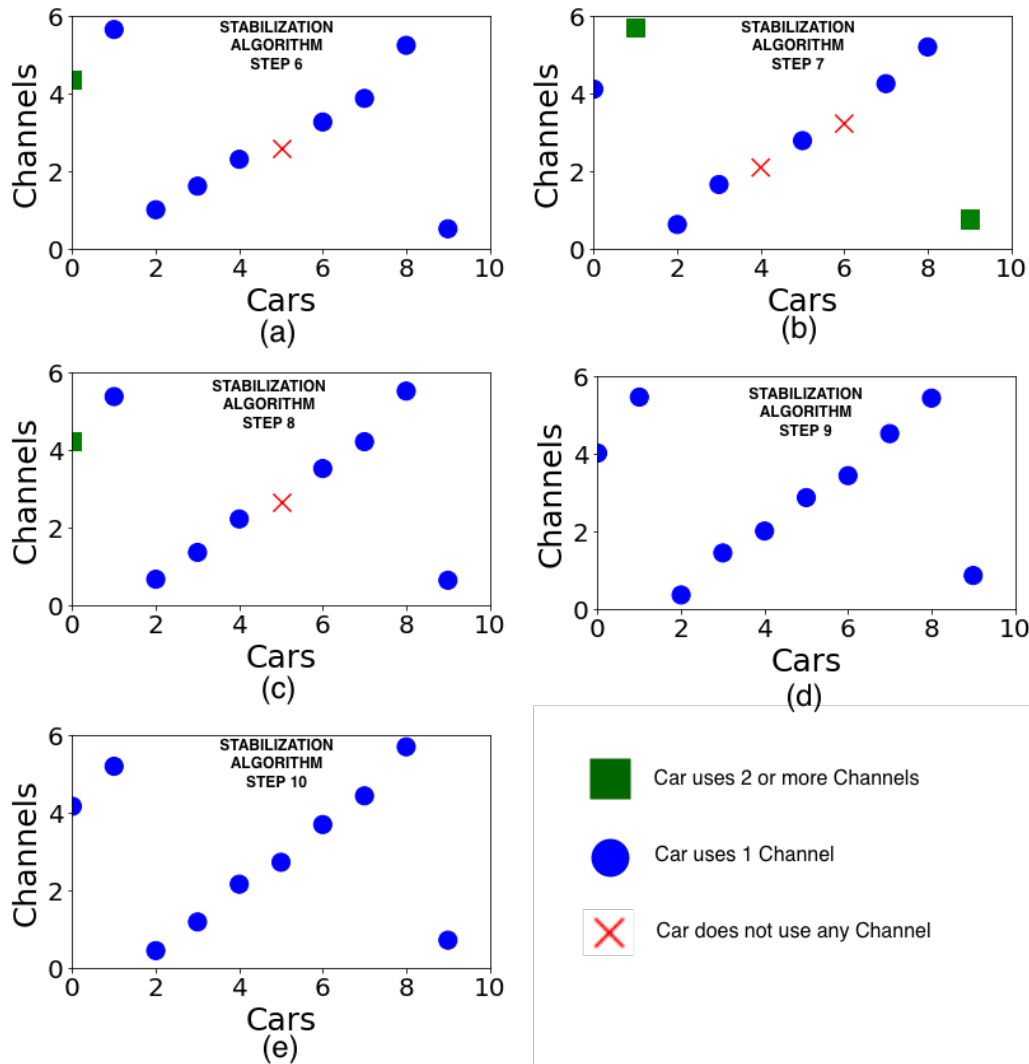 STABILIZATION
ALGORITHM
STEP 6
Channels
6
4
2
0
0 2 4 6 8 10
Cars
(a)
STABILIZATION
ALGORITHM
STEP 7
Channels
6
4
2
0
0 2 4 6 8 10
Cars
(b)
STABILIZATION
ALGORITHM
STEP 8
Channels
6
4
2
0
0 2 4 6 8 10
Cars
(c)
STABILIZATION
ALGORITHM
STEP 9
Channels
6
4
2
0
0 2 4 6 8 10
Cars
(d)
STABILIZATION
ALGORITHM
STEP 10
Channels
6
4
2
0
0 2 4 6 8 10
Cars
(e)
Car uses 2 or more Channels
Car uses 1 Channel
Car does not use any Channel